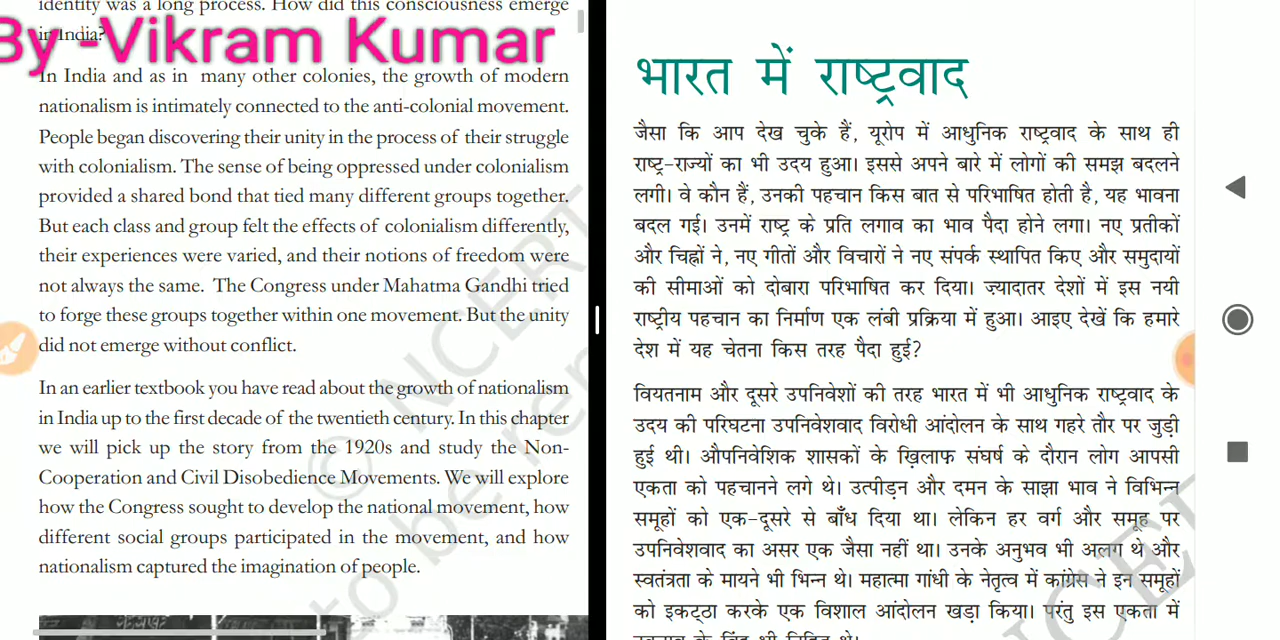 identity was a long process. How did this consciousness emerge
in India?
By -Vikram Kumar
In India and as in many other colonies, the growth of modern
nationalism is intimately connected to the anti-colonial movement.
People began discovering their unity in the process of their struggle
with colonialism. The sense of being oppressed under colonialism
provided a shared bond that tied many different groups together.
But each class and group felt the effects of colonialism differently,
their experiences were varied, and their notions of freedom were
not always the same. The Congress under Mahatma Gandhi tried
to forge these groups together within one movement. But the unity
did not emerge without conflict.
In an earlier textbook you have read about the growth of nationalism
in India up to the first decade of the twentieth century. In this chapter
we will pick up the story from the 1920s and study the Non-
Cooperation and Civil Disobedience Movements. We will explore
how the Congress sought to develop the national movement, how
different social groups participated in the movement, and how
nationalism captured the imagination of people.
© NCERT
to be
भारत में राष्ट्रवाद
जैसा कि आप देख चुके हैं, यूरोप में आधुनिक राष्ट्रवाद के साथ ही
राष्ट्र-राज्यों का भी उदय हुआ। इससे अपने बारे में लोगों की समझ बदलने
लगी। वे कौन हैं, उनकी पहचान किस बात से परिभाषित होती है, यह भावना
बदल गई। उनमें राष्ट्र के प्रति लगाव का भाव पैदा होने लगा। नए प्रतीकों
और चिह्नों ने, नए गीतों और विचारों ने नए संपर्क स्थापित किए और समुदायों
की सीमाओं को दोबारा परिभाषित कर दिया। ज़्यादातर देशों में इस नयी
राष्ट्रीय पहचान का निर्माण एक लंबी प्रक्रिया में हुआ। आइए देखें कि हमारे
देश में यह चेतना किस तरह पैदा हुई?
वियतनाम और दूसरे उपनिवेशों की तरह भारत में भी आधुनिक राष्ट्रवाद के
उदय की परिघटना उपनिवेशवाद विरोधी आंदोलन के साथ गहरे तौर पर जुड़ी
हुई थी। औपनिवेशिक शासकों के ख़िलाफ संघर्ष के दौरान लोग आपसी
एकता को पहचानने लगे थे। उत्पीड़न और दमन के साझा भाव ने विभिन्न
समूहों को एक-दूसरे से बाँध दिया था। लेकिन हर वर्ग और समूह पर
उपनिवेशवाद का असर एक जैसा नहीं था। उनके अनुभव भी अलग थे और
स्वतंत्रता के मायने भी भिन्न थे। महात्मा गांधी के नेतृत्व में कांग्रेस ने इन समूहों
को इकट्ठा करके एक विशाल आंदोलन खड़ा किया। परंतु इस एकता में